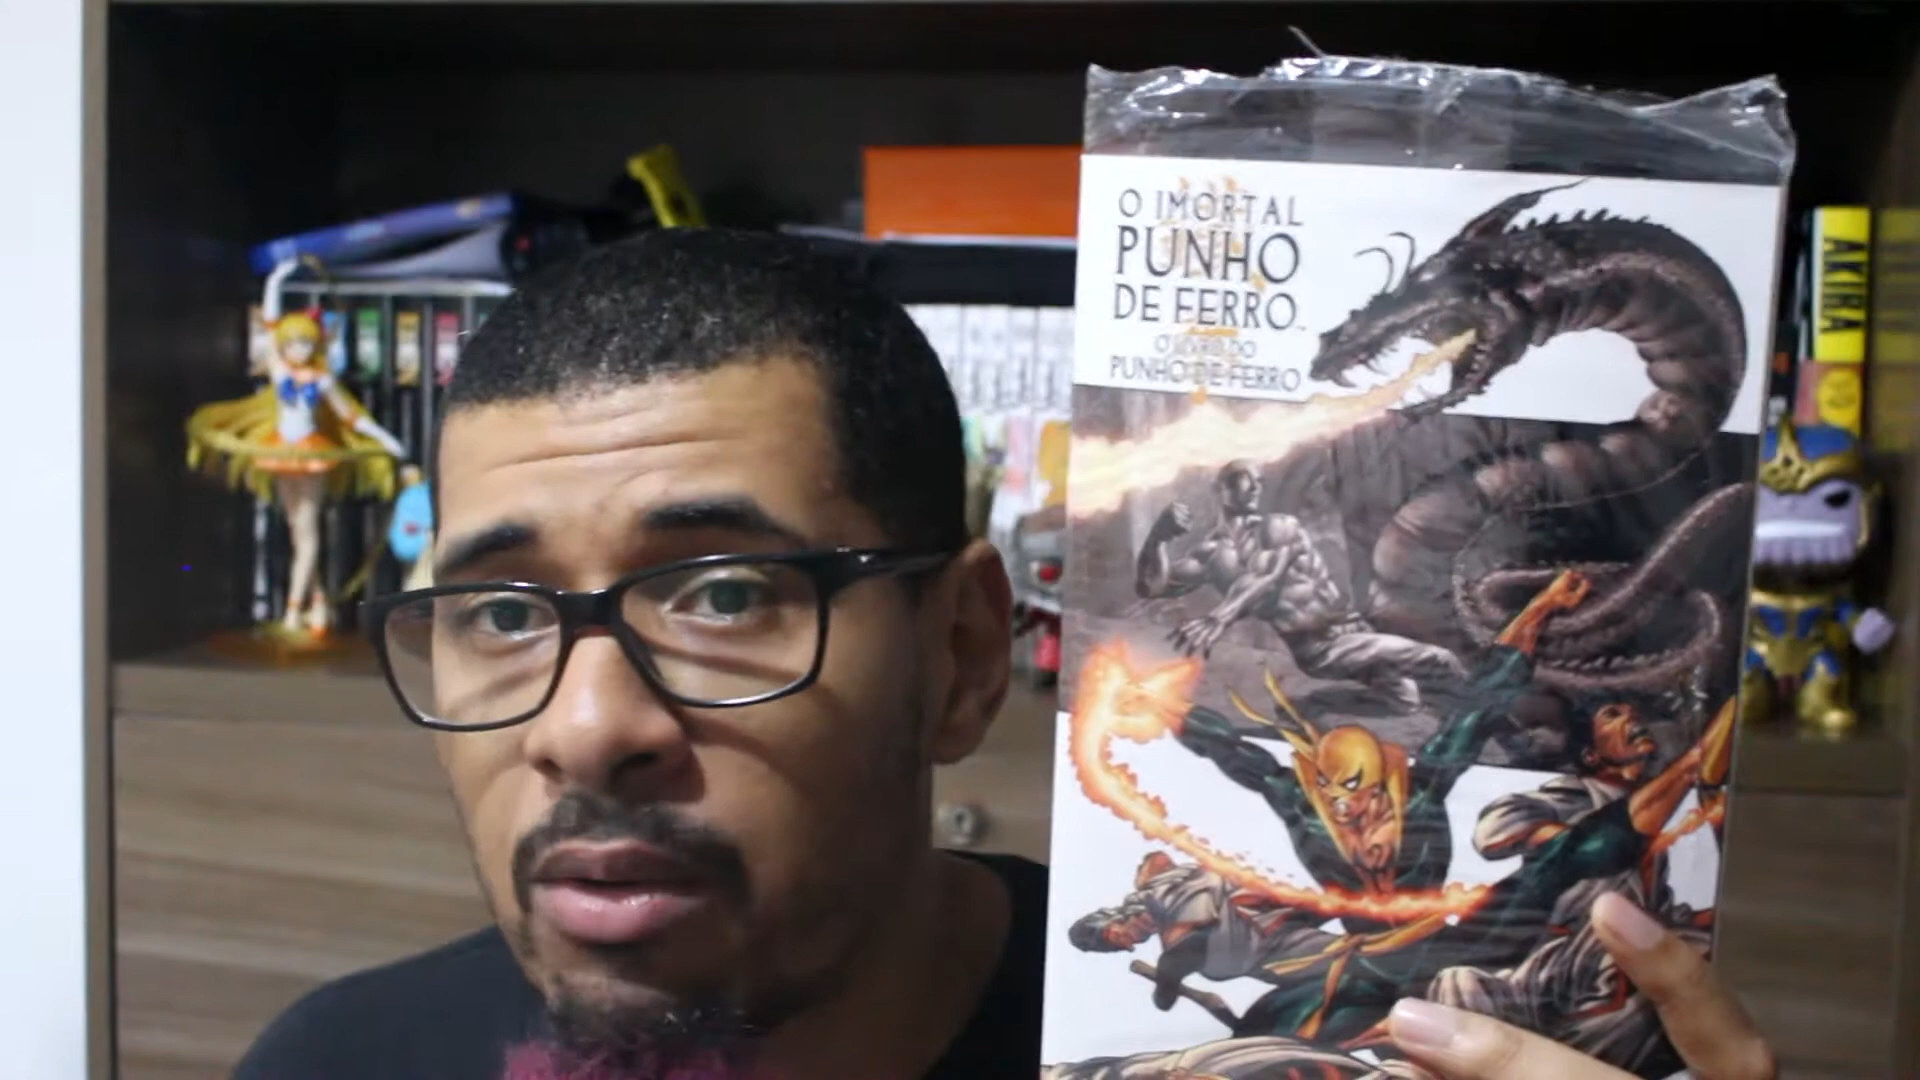 O IMORTAL
PUNHO
DE FERRO
O LIVRO DO
PUNHO DE FERRO
AKIRA